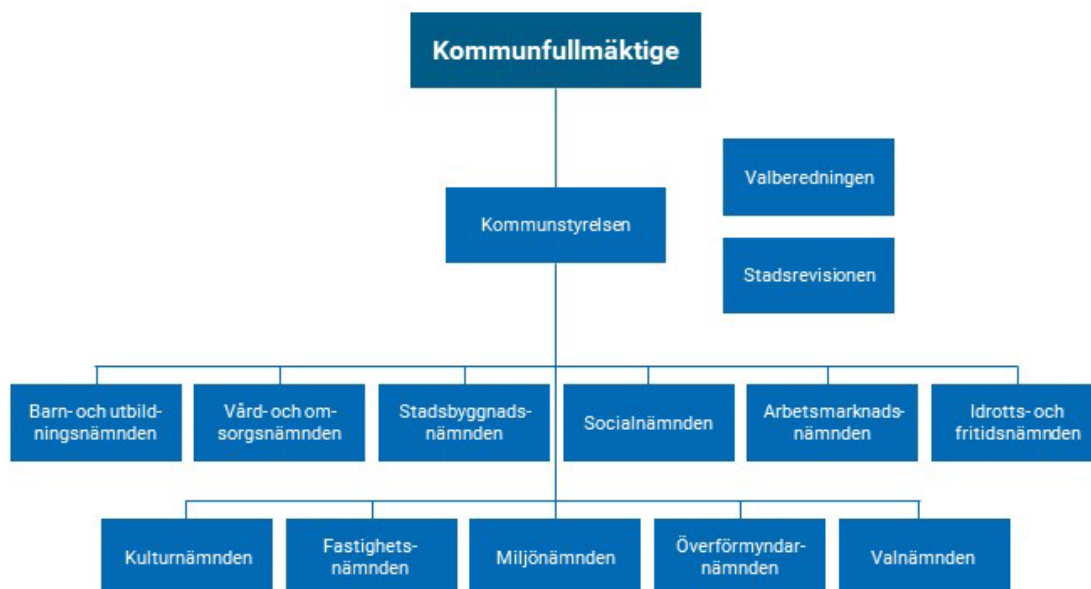 Kommunfullmäktige
Valberedningen
Kommunstyrelsen
Stadsrevisionen
Barn- och utbild-
ningsnämnden
Vård- och om-
sorgsnämnden
Stadsbyggnads-
nämnden
Socialnämnden
Arbetsmarknads-
nämnden
Idrotts- och
fritidsnämnden
Kulturnämnden
Fastighets-
nämnden
Miljönämnden
Överförmyndar-
nämnden
Valnämnden